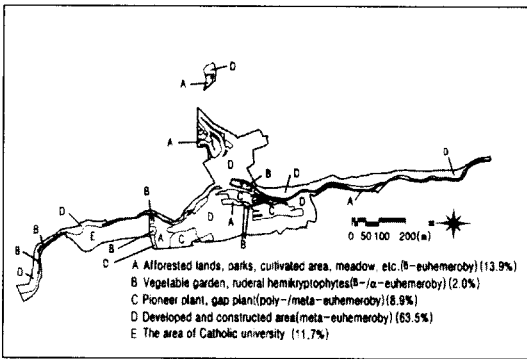 D
A
A
D
B
D
D
A
B
D
C
C
D
A
B
B
D
E
B
B
B
A
C
C
D
N
0 50 100 200(m)
A Afforested lands, parks, cultivated area, meadow, etc.(β-euhemeroby) (13.9%)
B Vegetable garden, ruderal hemikryptophytes(β-/α-euhemeroby) (2.0%)
C Pioneer plant, gap plant(poly-/meta-euhemeroby) (8.9%)
D Developed and constructed area(meta-euhemeroby) (63.5%)
E The area of Catholic university (11.7%)